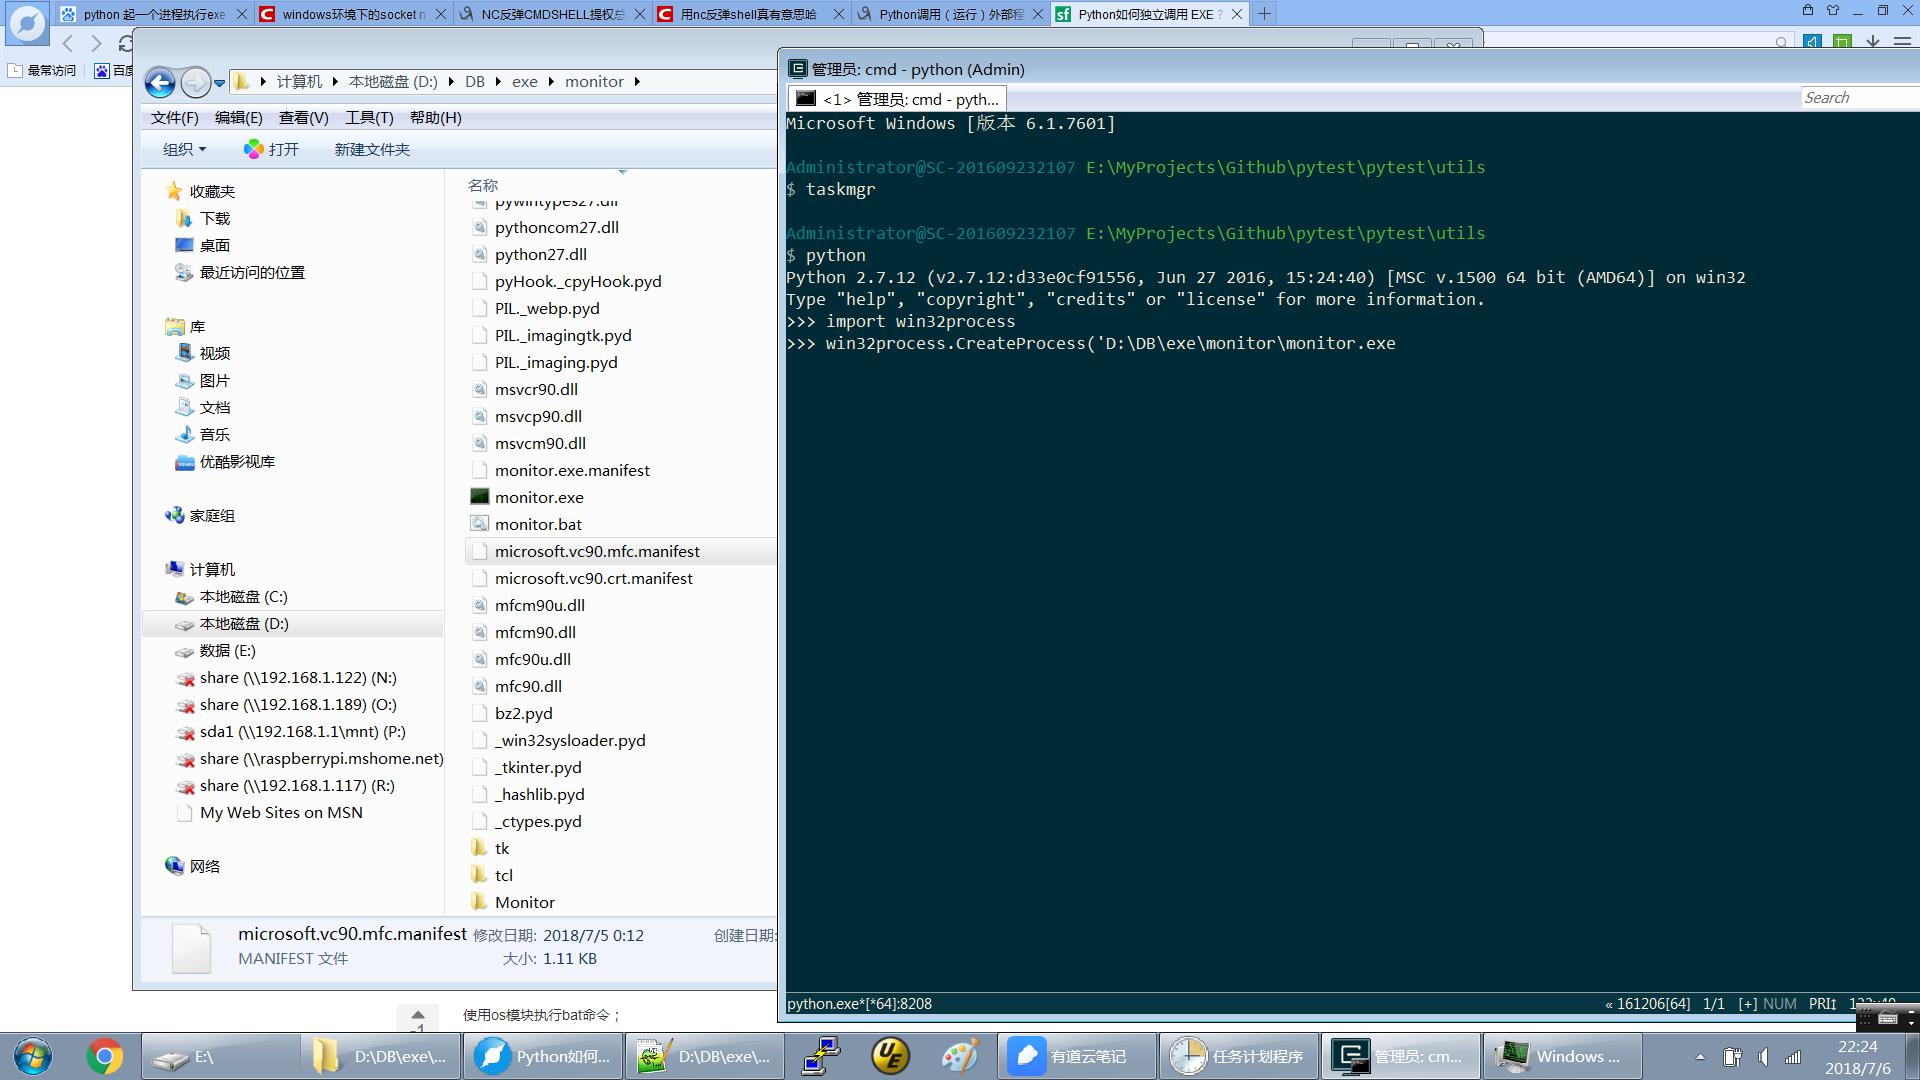 python 起一个进程执行exe
windows环境下的socket n
NC反弹CMDSHELL提权总
用nc反弹shell真有意思哈
Python调用（运行）外部程
Python如何独立调用 EXE ?
最常访问
百度
计算机
本地磁盘 (D:)
DB
exe
monitor
文件(F)
编辑(E)
查看(V)
工具(T)
帮助(H)
组织
打开
新建文件夹
收藏夹
下载
桌面
最近访问的位置
库
视频
图片
文档
音乐
优酷影视库
家庭组
计算机
本地磁盘 (C:)
本地磁盘 (D:)
数据 (E:)
share (\\192.168.1.122) (N:)
share (\\192.168.1.189) (O:)
sda1 (\\192.168.1.1\mnt) (P:)
share (\\raspberrypi.mshome.net)
share (\\192.168.1.117) (R:)
My Web Sites on MSN
网络
名称
pywintypes27.dll
pythoncom27.dll
python27.dll
pyHook._cpyHook.pyd
PIL._webp.pyd
PIL._imagingtk.pyd
PIL._imaging.pyd
msvcr90.dll
msvcp90.dll
msvcm90.dll
monitor.exe.manifest
monitor.exe
monitor.bat
microsoft.vc90.mfc.manifest
microsoft.vc90.crt.manifest
mfcm90u.dll
mfcm90.dll
mfc90u.dll
mfc90.dll
bz2.pyd
_win32sysloader.pyd
_tkinter.pyd
_hashlib.pyd
_ctypes.pyd
tk
tcl
Monitor
microsoft.vc90.mfc.manifest 修改日期: 2018/7/5 0:12 创建日期:
MANIFEST 文件 大小: 1.11 KB
使用os模块执行bat命令；
-1
管理员: cmd - python (Admin)
<1> 管理员: cmd - pyth...
Search
Microsoft Windows [版本 6.1.7601]
Administrator@SC-201609232107 E:\MyProjects\Github\pytest\pytest\utils
$ taskmgr
Administrator@SC-201609232107 E:\MyProjects\Github\pytest\pytest\utils
$ python
Python 2.7.12 (v2.7.12:d33e0cf91556, Jun 27 2016, 15:24:40) [MSC v.1500 64 bit (AMD64)] on win32
Type "help", "copyright", "credits" or "license" for more information.
>>> import win32process
>>> win32process.CreateProcess('D:\DB\exe\monitor\monitor.exe
python.exe*[*64]:8208
« 161206[64] 1/1 [+] NUM PRI↕
E:\
D:\DB\exe\...
Python如何...
D:\DB\exe\...
有道云笔记
任务计划程序
管理员: cm...
Windows ...
22:24
2018/7/6